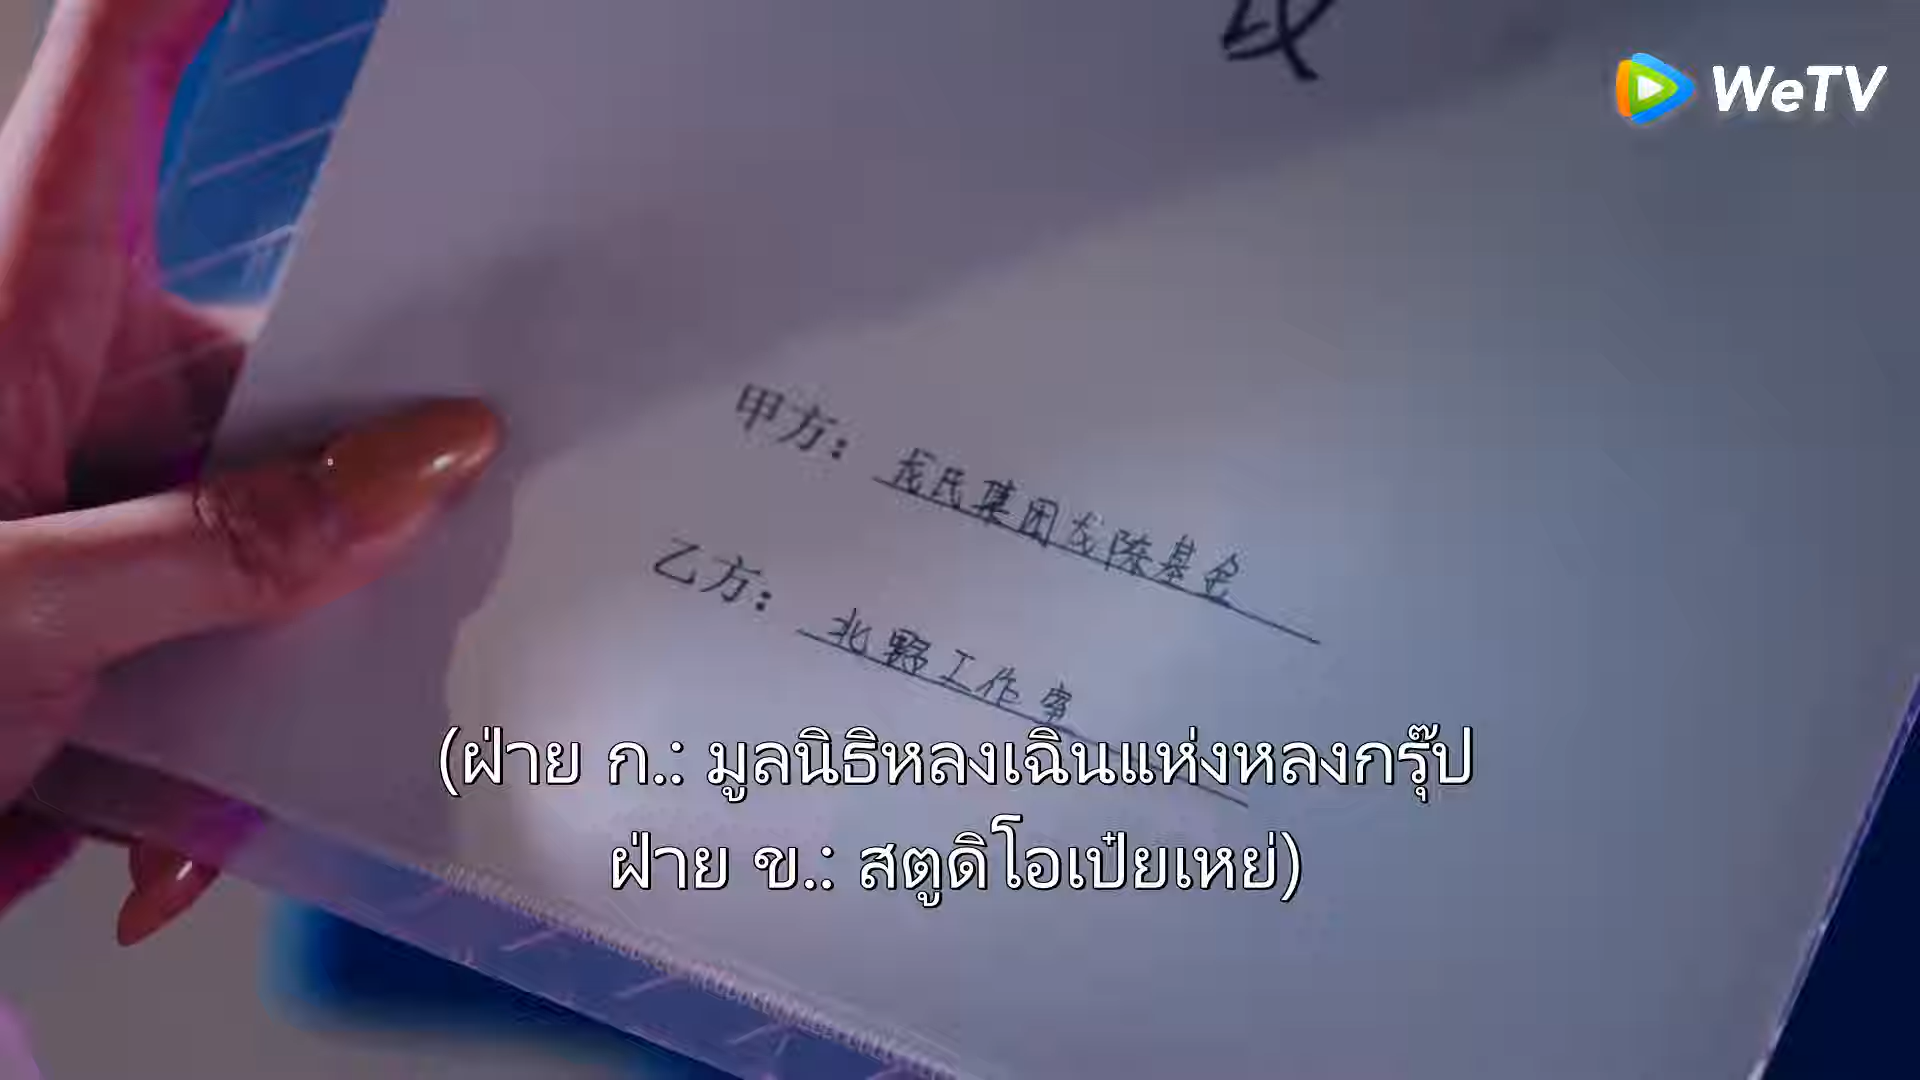 议
WeTV
甲方：龙氏集团龙陈基金
乙方：北野工作室
(ฝ่าย ก.: มูลนิธิหลงเฉินแห่งหลงกรุ๊ป
ฝ่าย ข.: สตูดิโอเป๋ยเหย่)